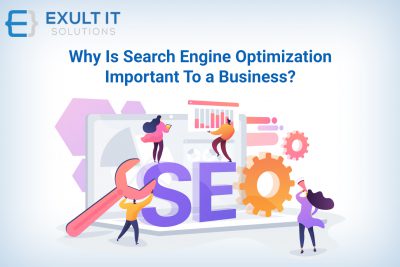 EXULT IT
SOLUTIONS
Why Is Search Engine Optimization
Important To a Business?
SEO